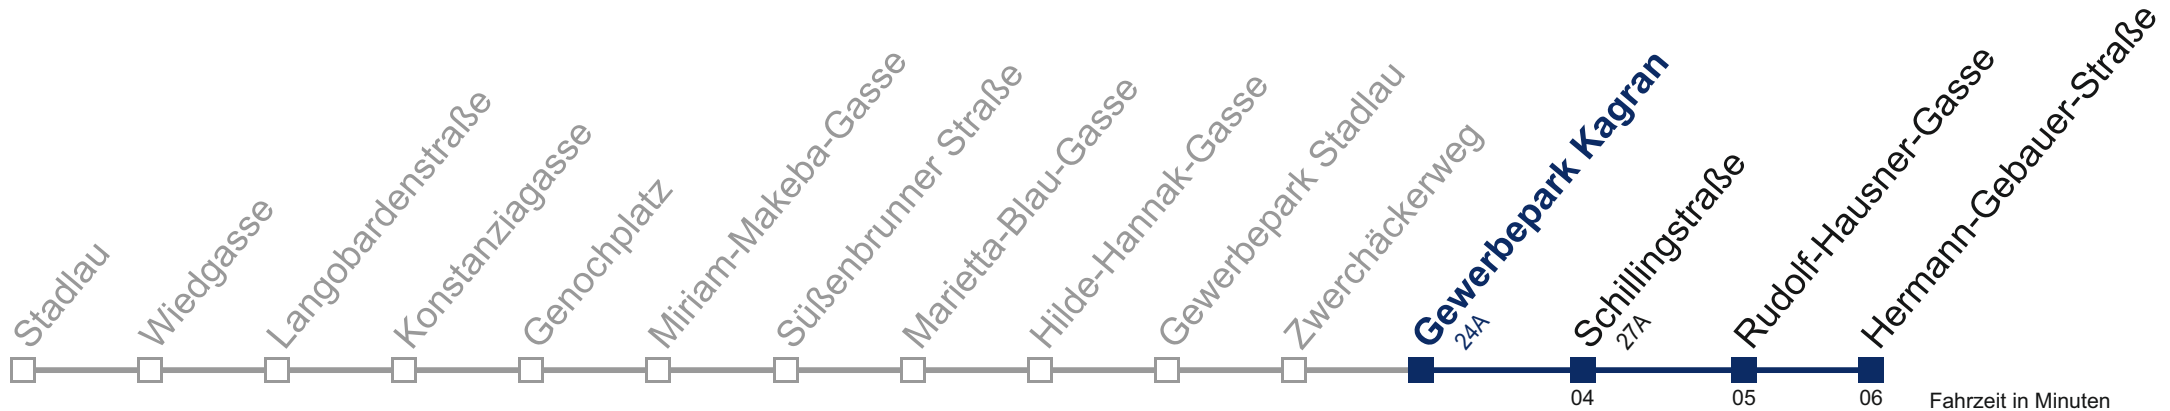 Stadlau
Wiedgasse
Langobardenstraße
Konstanziagasse
Genochplatz
Miriam-Makeba-Gasse
Süßenbrunner Straße
Marietta-Blau-Gasse
Hilde-Hannak-Gasse
Gewerbepark Stadlau
Zwerchäckerweg
Gewerbepark Kagran
24A
Schillingstraße
27A
Rudolf-Hausner-Gasse
Hermann-Gebauer-Straße
04
05
06
Fahrzeit in Minuten